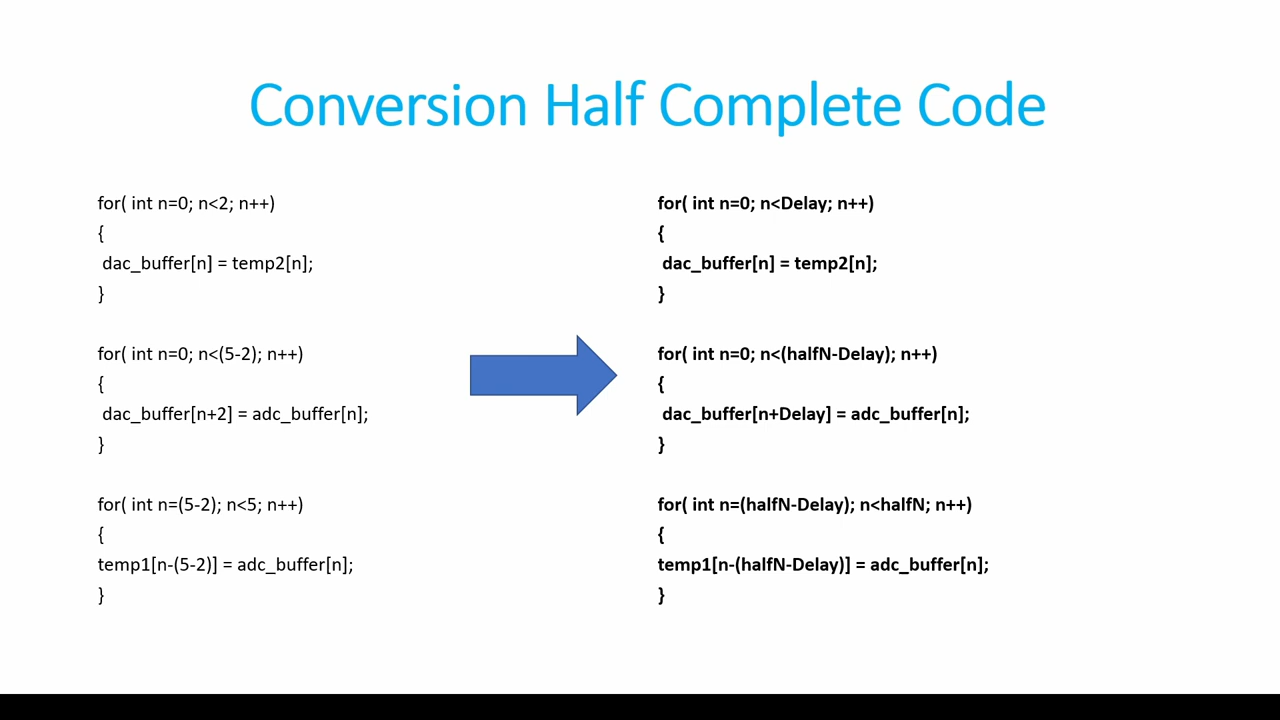 Conversion Half Complete Code
for( int n=0; n<2; n++)
{
dac_buffer[n] = temp2[n];
}
for( int n=0; n<(5-2); n++)
{
dac_buffer[n+2] = adc_buffer[n];
}
for( int n=(5-2); n<5; n++)
{
temp1[n-(5-2)] = adc_buffer[n];
}
for( int n=0; n<Delay; n++)
{
dac_buffer[n] = temp2[n];
}
for( int n=0; n<(halfN-Delay); n++)
{
dac_buffer[n+Delay] = adc_buffer[n];
}
for( int n=(halfN-Delay); n<halfN; n++)
{
temp1[n-(halfN-Delay)] = adc_buffer[n];
}